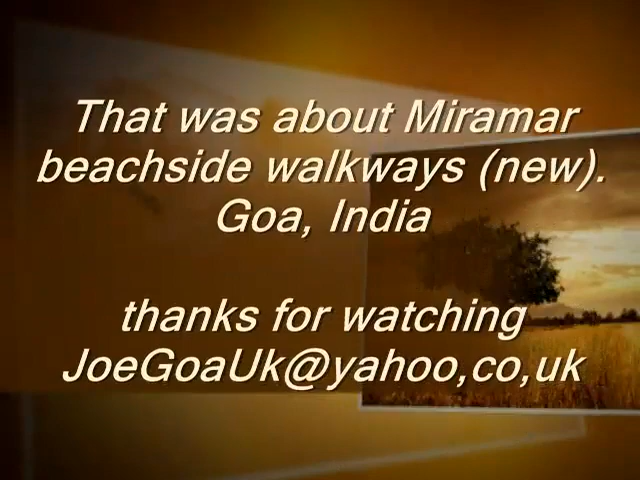 That was about Miramar
beachside walkways (new).
Goa, India
thanks for watching
JoeGoaUk@yahoo,co,uk